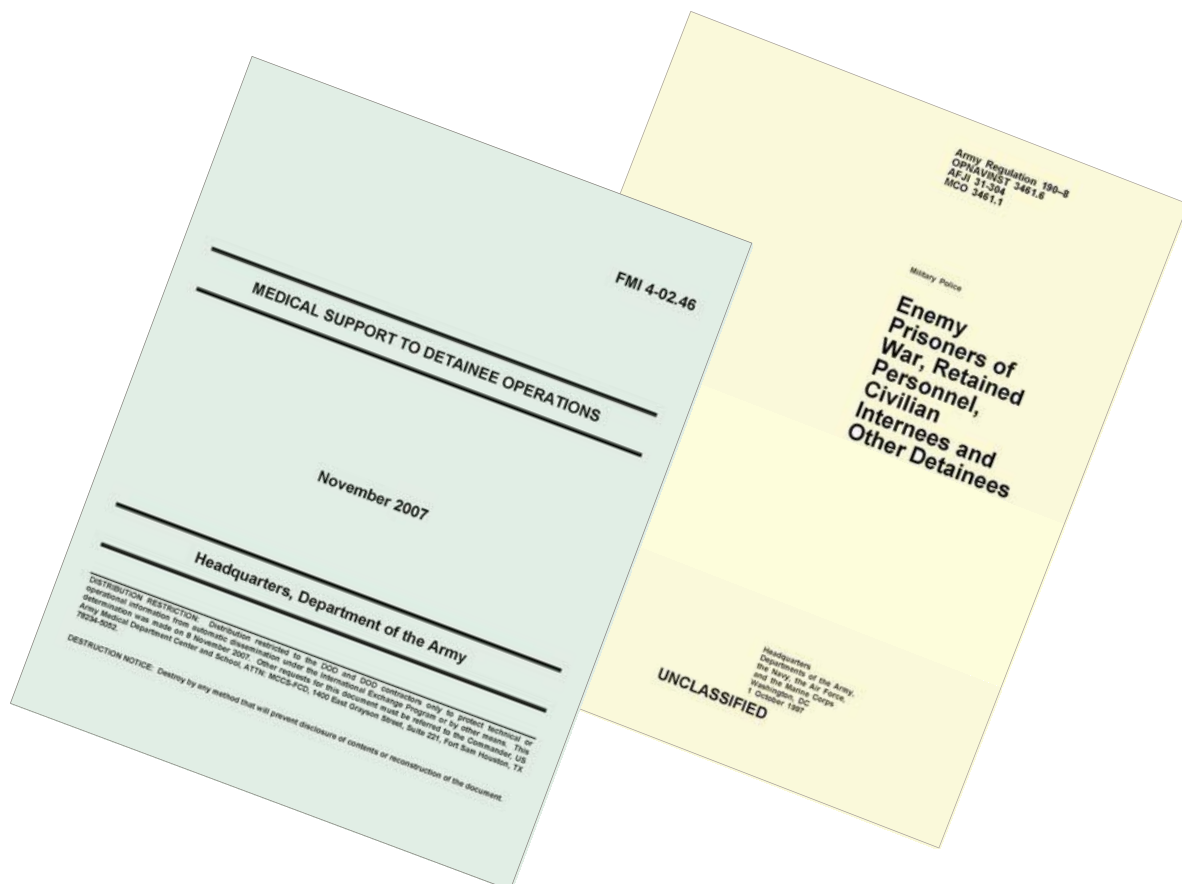 FMI 4-02.46
MEDICAL SUPPORT TO DETAINEE OPERATIONS
November 2007
Headquarters, Department of the Army
DISTRIBUTION RESTRICTION: Distribution restricted to the DOD and DOD contractors only to protect technical or
operational information from automatic dissemination under the International Exchange Program or by other means. This
determination was made on 8 November 2007. Other requests for this document must be referred to the Commander, US
Army Medical Department Center and School, ATTN: MCCS-FCD, 1400 East Grayson Street, Suite 221, Fort Sam Houston, TX
78234-5052.
DESTRUCTION NOTICE: Destroy by any method that will prevent disclosure of contents or reconstruction of the document.
Army Regulation 190–8
OPNAVINST 3461.6
AFJI 31-304
MCO 3461.1
Military Police
Enemy
Prisoners of
War, Retained
Personnel,
Civilian
Internees and
Other Detainees
Headquarters
Departments of the Army,
the Navy, the Air Force,
and the Marine Corps
Washington, DC
1 October 1997
UNCLASSIFIED